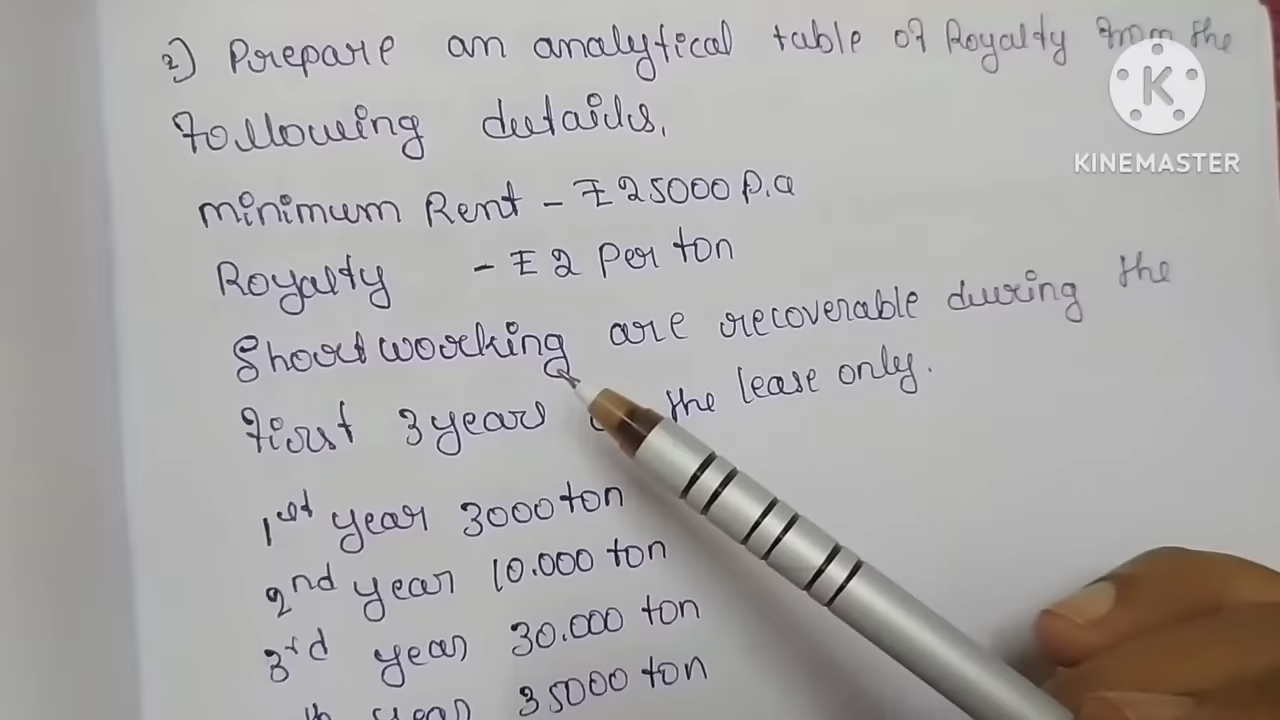 2) Prepare an analytical table of Royalty from the
following details.
minimum Rent - ₹25000 P.a
Royalty - ₹2 Per ton
Shortworking are recoverable during the
First 3 years the lease only.
1st year 3000 ton
2nd year 10.000 ton
3rd year 30.000 ton
year 35000 ton
K
KINEMASTER